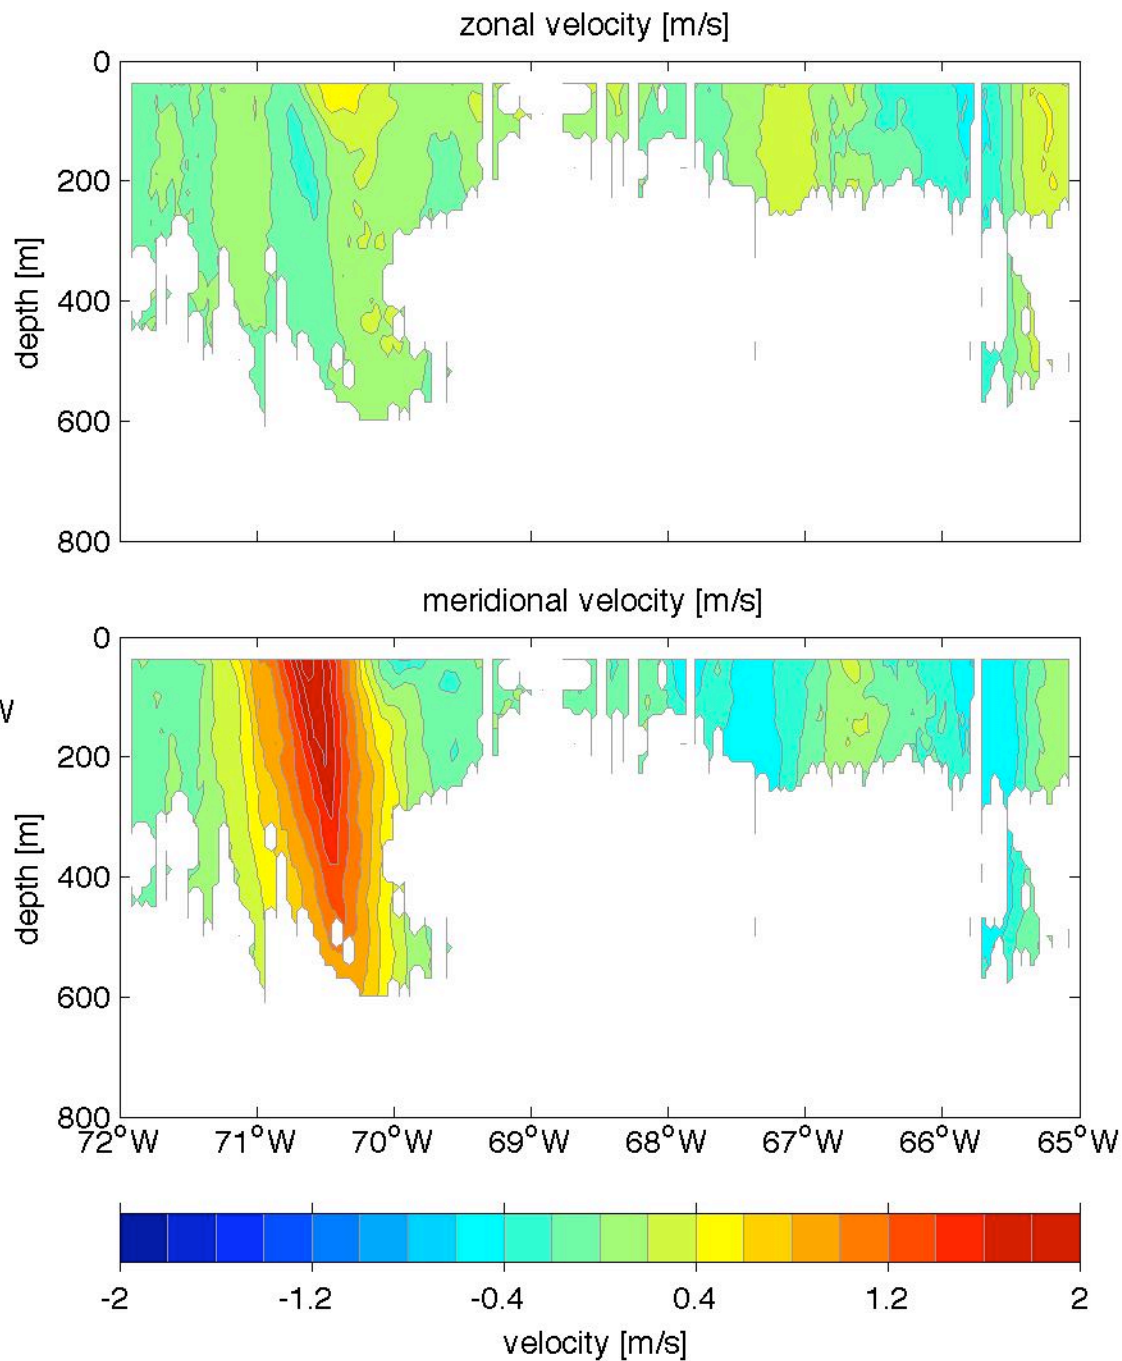 zonal velocity [m/s]
0
200
400
600
800
depth [m]
meridional velocity [m/s]
W
0
200
400
600
800
depth [m]
72°W 71°W 70°W 69°W 68°W 67°W 66°W 65°W
-2 -1.2 -0.4 0.4 1.2 2
velocity [m/s]